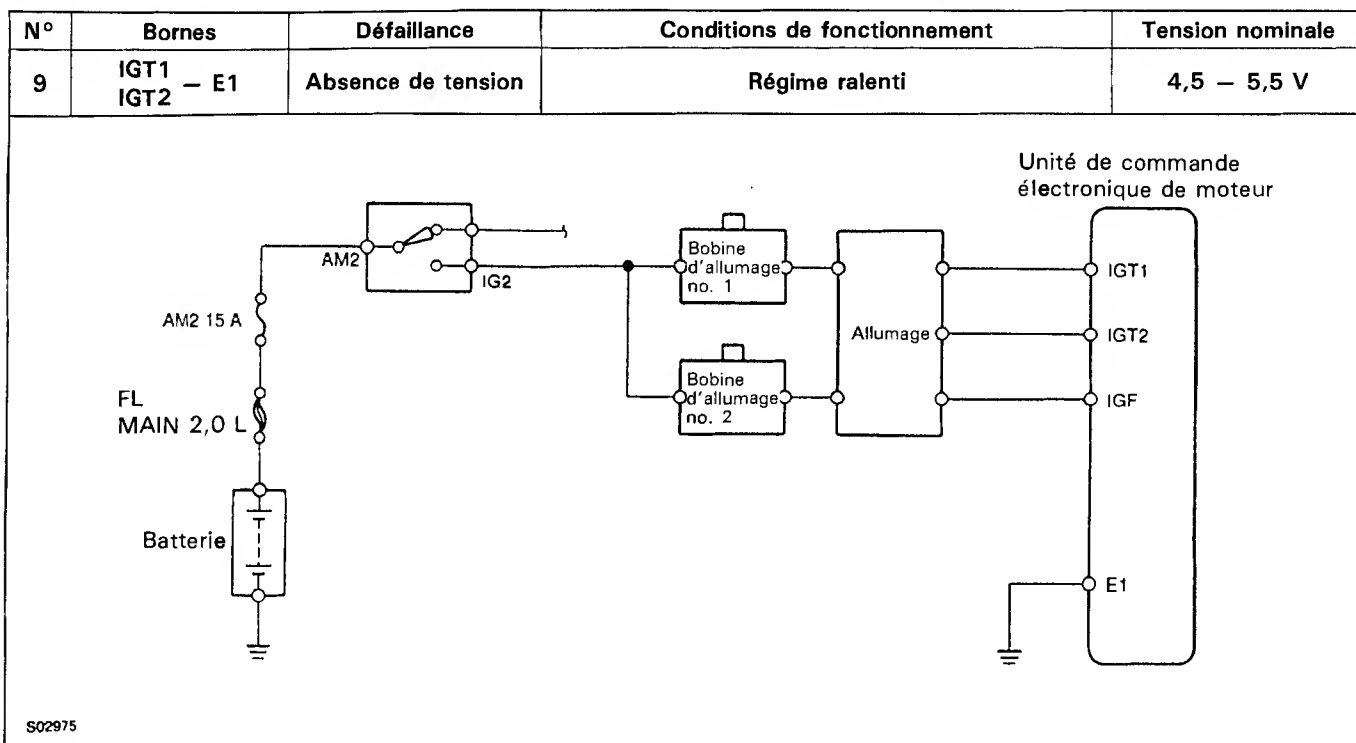 Nº Bornes Défaillance Conditions de fonctionnement Tension nominale
9 IGT1 IGT2 – E1 Absence de tension Régime ralenti 4,5 – 5,5 V
Unité de commande
électronique de moteur
AM2
IG2
Bobine
d'allumage
no. 1
IGT1
AM2 15 A
Allumage
IGT2
FL
MAIN 2,0 L
Bobine
d'allumage
no. 2
IGF
Batterie
E1
S02975